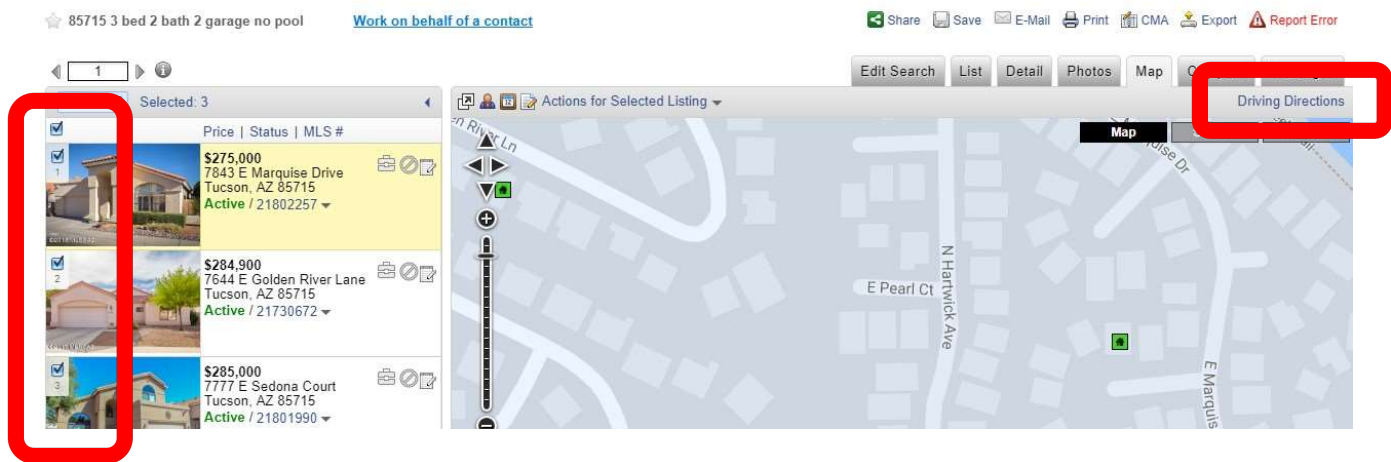 85715 3 bed 2 bath 2 garage no pool Work on behalf of a contact Share Save E-Mail Print CMA Export Report Error
1 Edit Search List Detail Photos Map
Selected: 3 Actions for Selected Listing Driving Directions
Price | Status | MLS # Map
1 $275,000
7843 E Marquise Drive
Tucson, AZ 85715
Active / 21802257
2 $284,900
7644 E Golden River Lane
Tucson, AZ 85715
Active / 21730672
3 $285,000
7777 E Sedona Court
Tucson, AZ 85715
Active / 21801990
en River Ln
N Hartwick Ave
E Pearl Ct
E Marquis